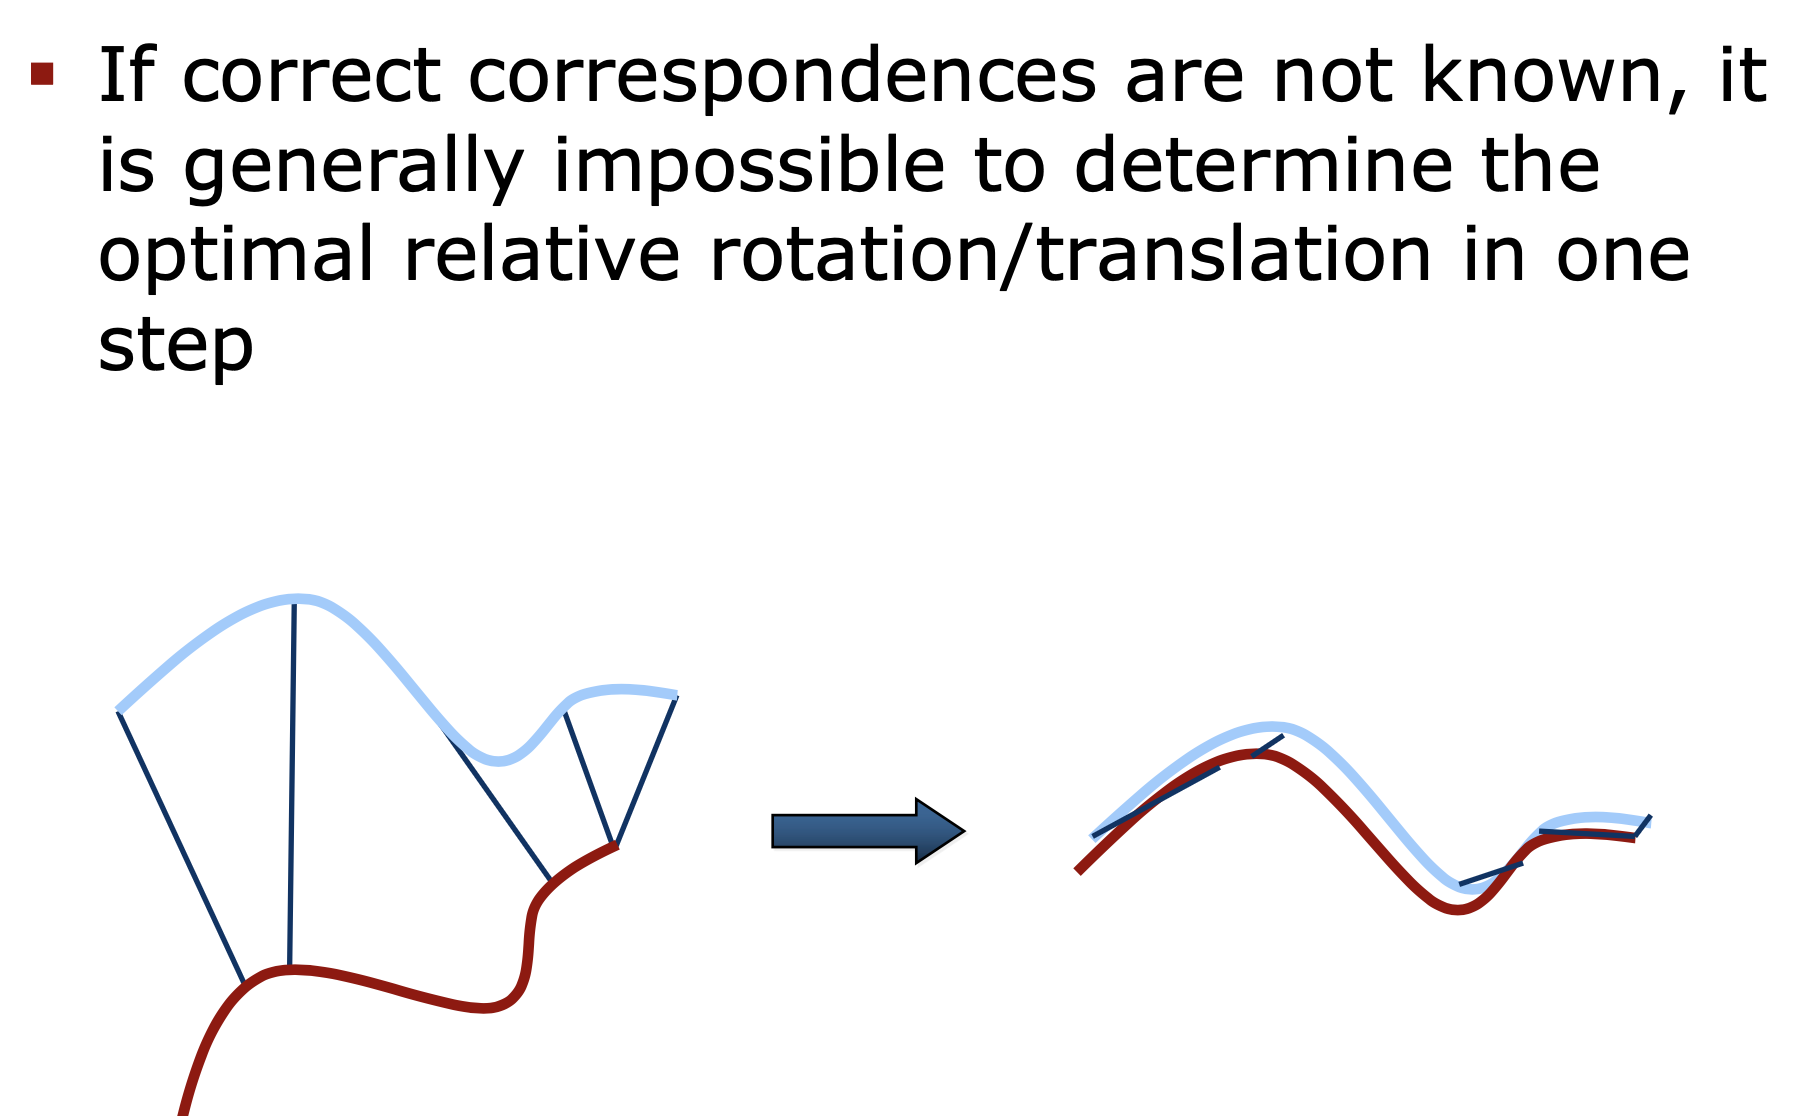 If correct correspondences are not known, it
is generally impossible to determine the
optimal relative rotation/translation in one
step